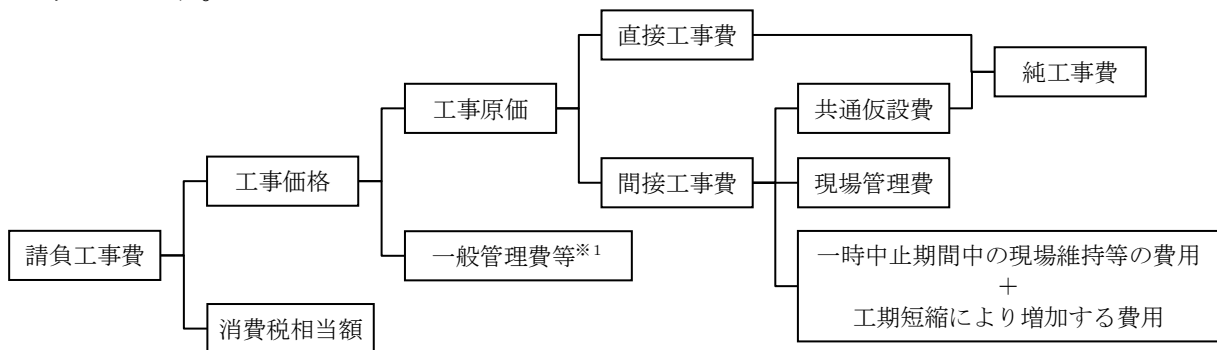 直接工事費
純工事費
工事原価
共通仮設費
工事価格
間接工事費
現場管理費
請負工事費
一般管理費等※1
一時中止期間中の現場維持等の費用
+
工期短縮により増加する費用
消費税相当額